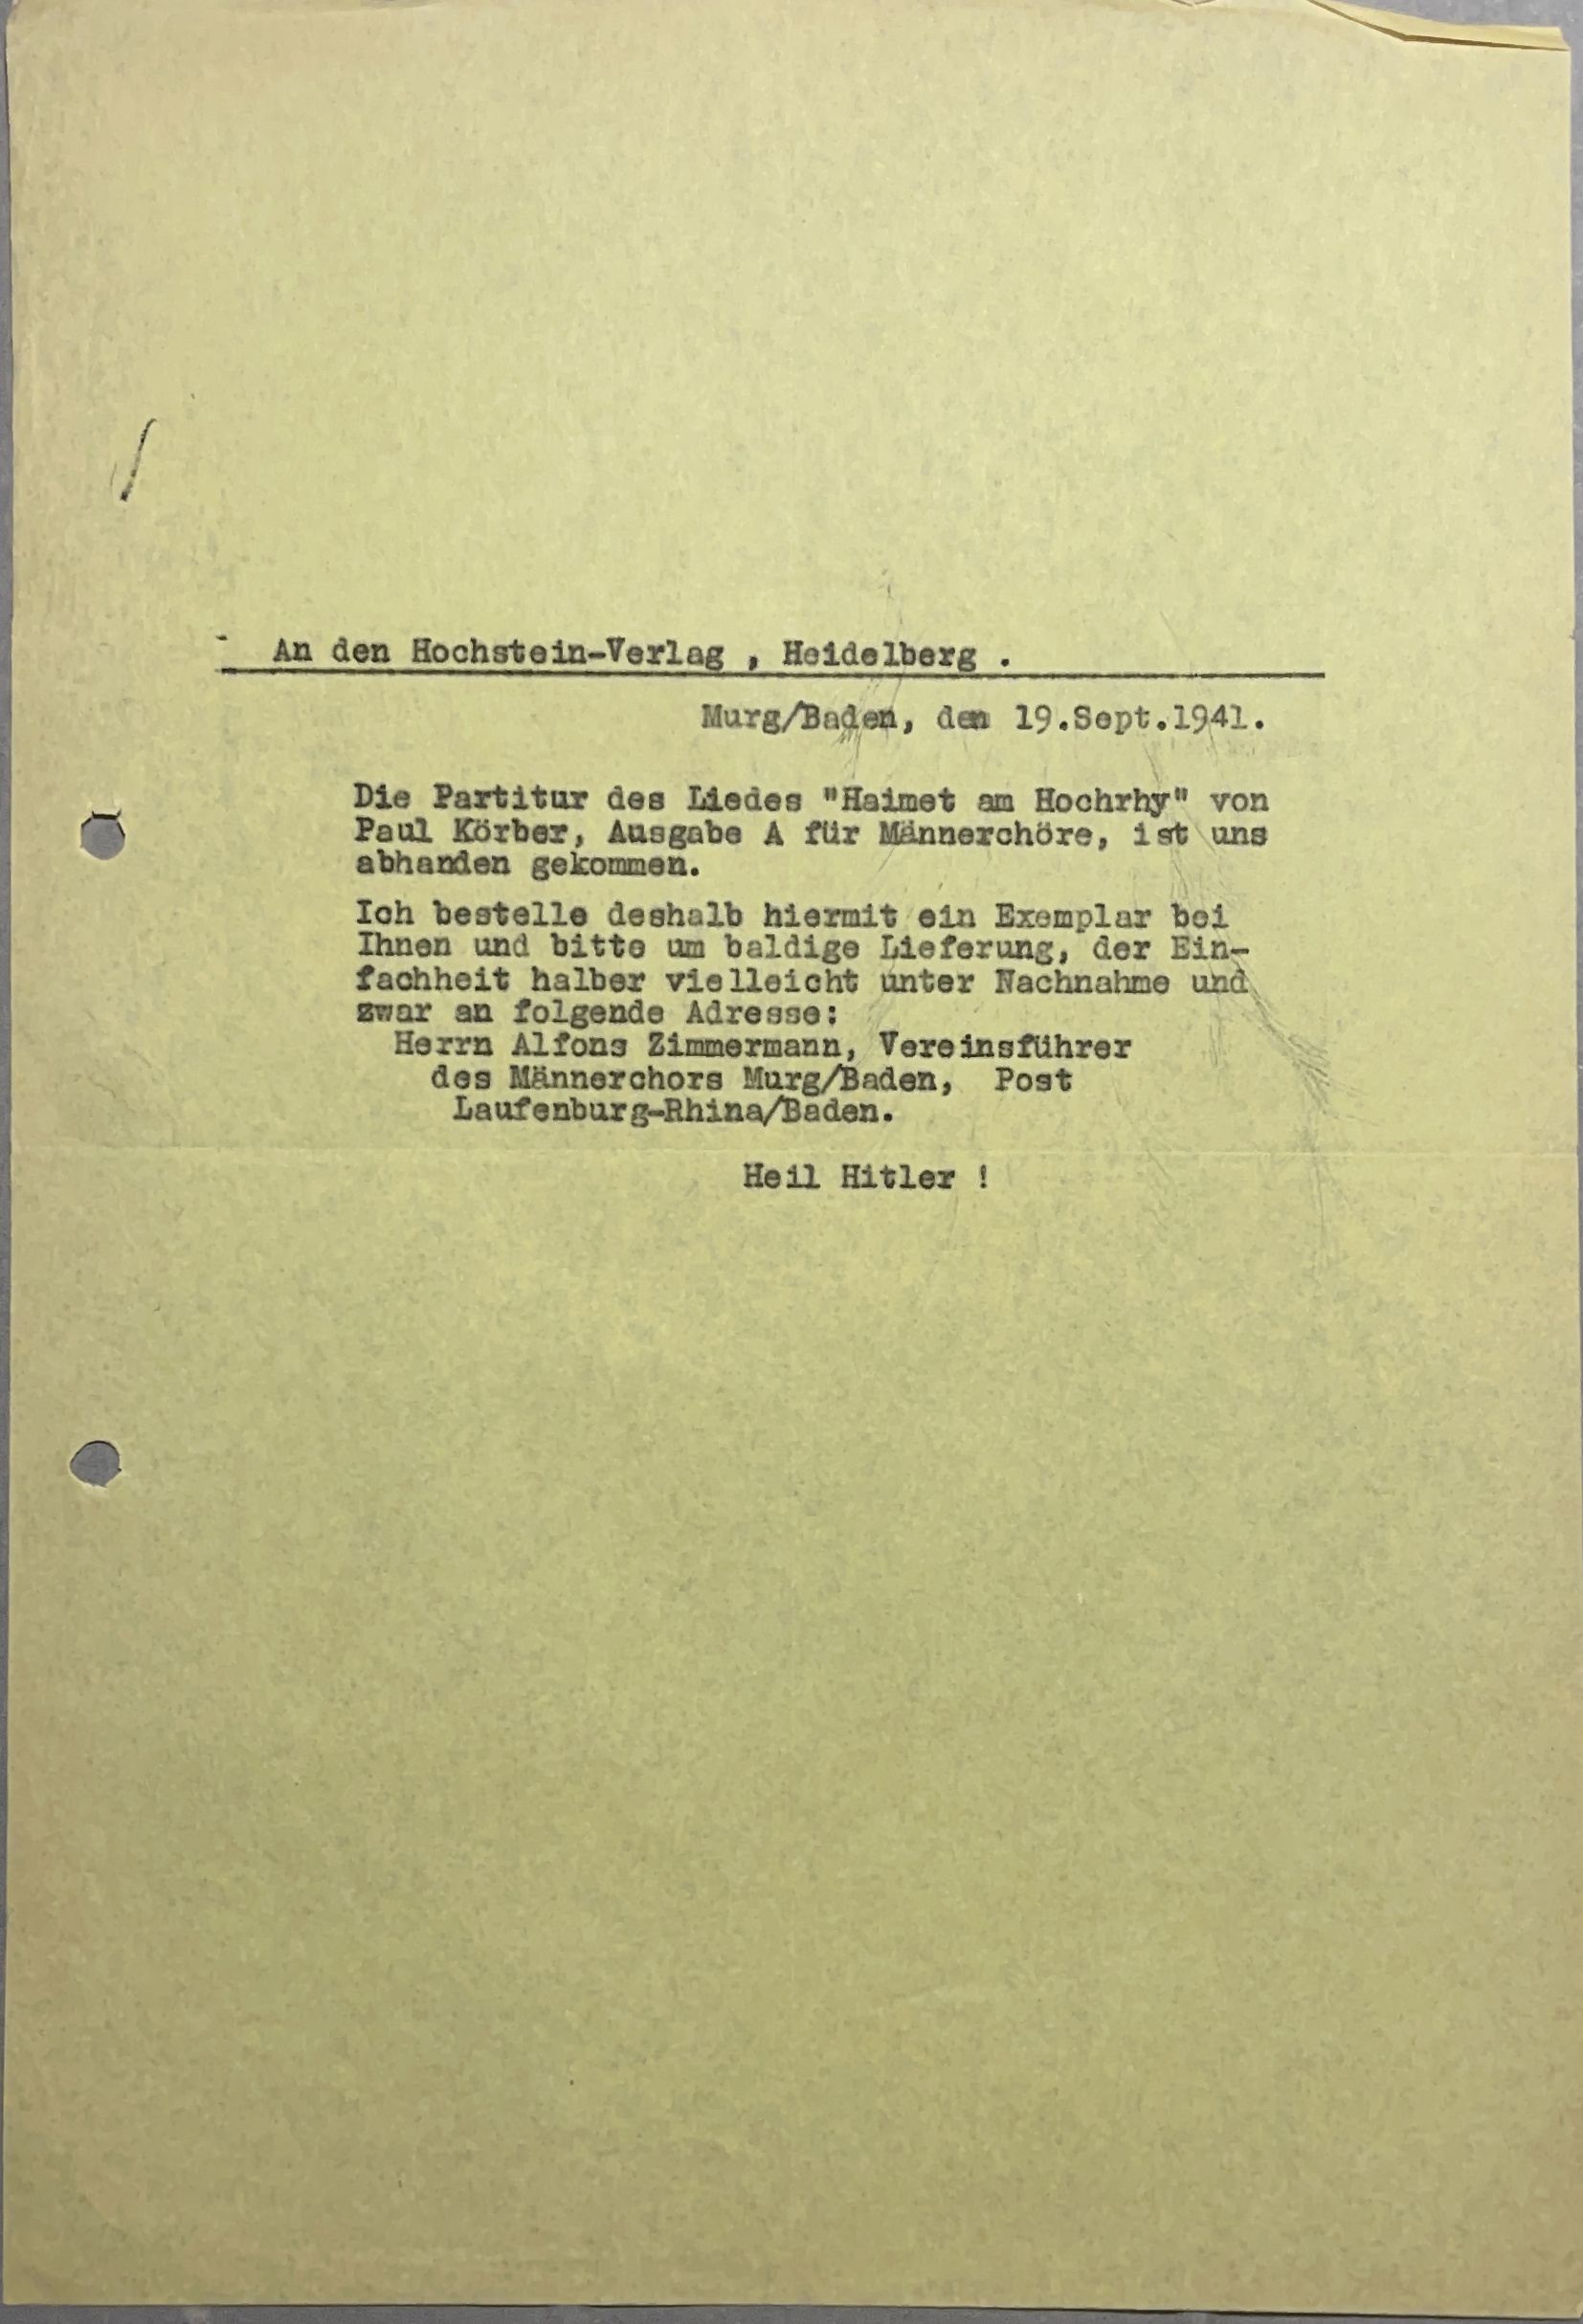 An den Hochstein-Verlag , Heidelberg .
Murg/Baden, den 19.Sept.1941.
Die Partitur des Liedes "Haimet am Hochrhy" von
Paul Körber, Ausgabe A für Männerchöre, ist uns
abhanden gekommen.
Ich bestelle deshalb hiermit ein Exemplar bei
Ihnen und bitte um baldige Lieferung, der Ein-
fachheit halber vielleicht unter Nachnahme und
zwar an folgende Adresse:
Herrn Alfons Zimmermann, Vereinsführer
des Männerchors Murg/Baden, Post
Laufenburg-Rhina/Baden.
Heil Hitler !